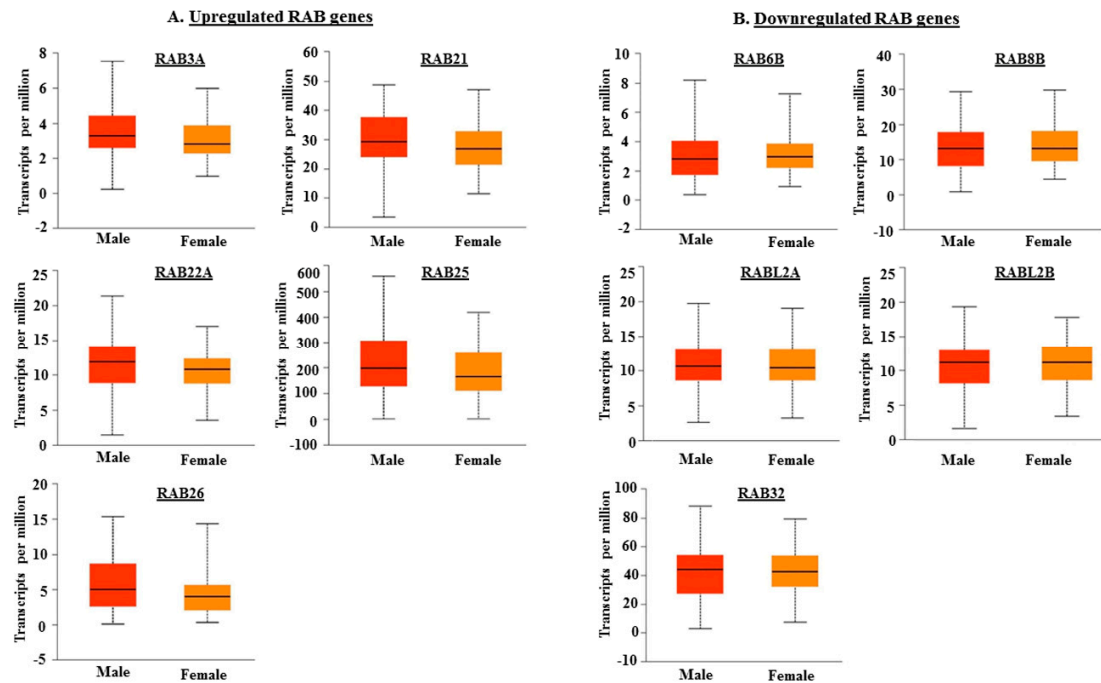 A. Upregulated RAB genes
B. Downregulated RAB genes
RAB3A
Transcripts per million
8
6
4
2
0
-2
Male Female
RAB21
Transcripts per million
60
50
40
30
20
10
0
Male Female
RAB6B
Transcripts per million
10
8
6
4
2
0
-2
Male Female
RAB8B
Transcripts per million
40
30
20
10
0
-10
Male Female
RAB22A
Transcripts per million
25
20
15
10
5
0
Male Female
RAB25
Transcripts per million
600
500
400
300
200
100
0
-100
Male Female
RABL2A
Transcripts per million
25
20
15
10
5
0
Male Female
RABL2B
Transcripts per million
25
20
15
10
5
0
Male Female
RAB26
Transcripts per million
20
15
10
5
0
-5
Male Female
RAB32
Transcripts per million
100
80
60
40
20
0
-10
Male Female